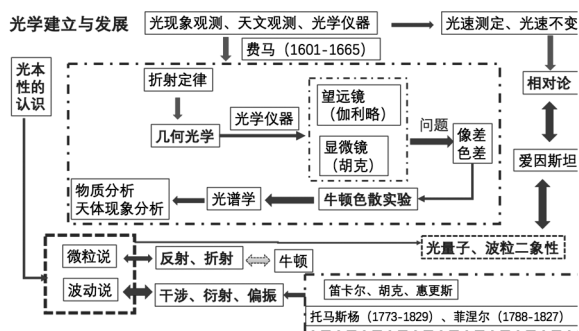 光学建立与发展
光现象观测、天文观测、光学仪器
光速测定、光速不变
费马（1601-1665）
光本
性的
认识
折射定律
相对论
望远镜
（伽利略）
光学仪器
问题
几何光学
像差
色差
显微镜
（胡克）
爱因斯坦
物质分析
天体现象分析
光谱学
牛顿色散实验
微粒说
反射、折射
牛顿
光量子、波粒二象性
波动说
干涉、衍射、偏振
笛卡尔、胡克、惠更斯
托马斯杨（1773-1829）、菲涅尔（1788-1827）